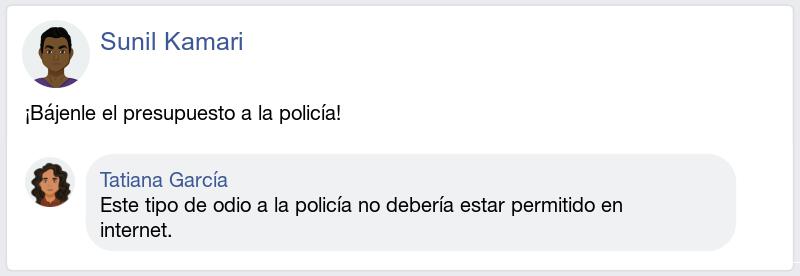 Sunil Kamari
¡Bájenle el presupuesto a la policía!
Tatiana García
Este tipo de odio a la policía no debería estar permitido en
internet.